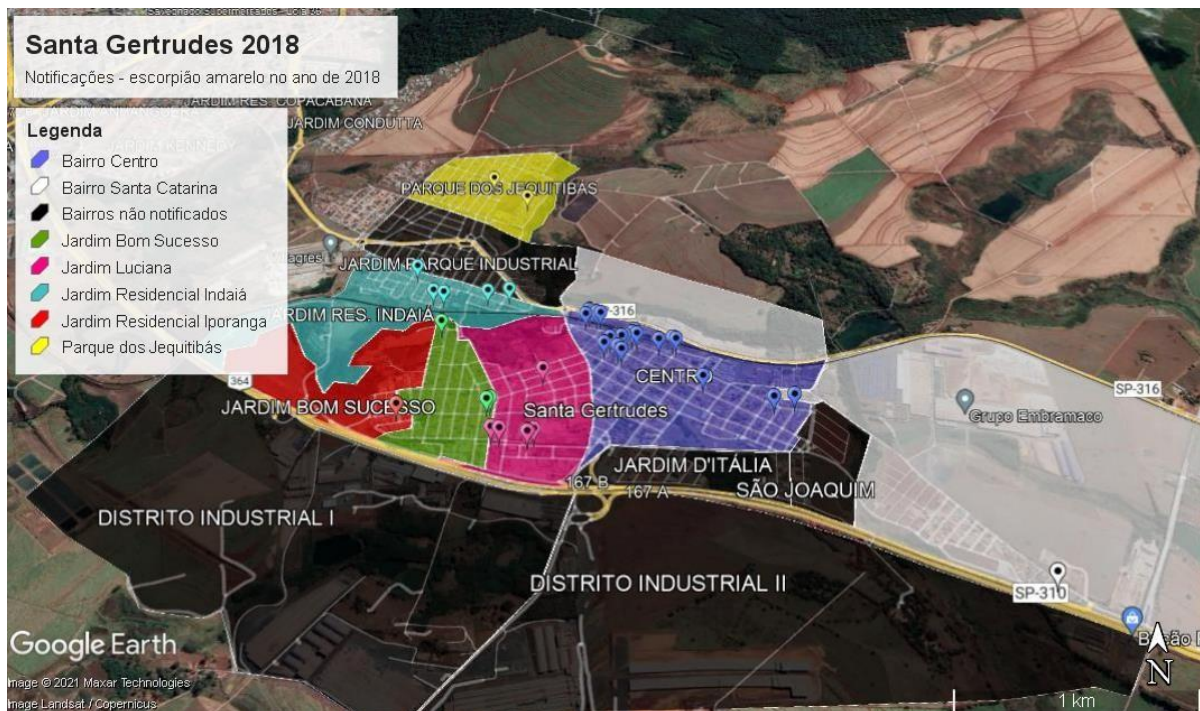 Santa Gertrudes 2018
Notificações - escorpião amarelo no ano de 2018
JARDIM RES. COPACABANA
JARDIM CONDUTTA
JARDIM KENNEDY
Legenda
Bairro Centro
Bairro Santa Catarina
Bairros não notificados
Jardim Bom Sucesso
Jardim Luciana
Jardim Residencial Indaiá
Jardim Residencial Iporanga
Parque dos Jequitibás
PARQUE DOS JEQUITIBÁS
JARDIM PARQUE INDUSTRIAL
JARDIM RES. INDAIÁ
-316
CENTRO
364
JARDIM BOM SUCESSO
Santa Gertrudes
SP-316
Grupo Embramaco
JARDIM D'ITÁLIA
167 B
167 A
SÃO JOAQUIM
DISTRITO INDUSTRIAL I
DISTRITO INDUSTRIAL II
SP-310
Google Earth
N
Image © 2021 Maxar Technologies
Image Landsat / Copernicus
1 km